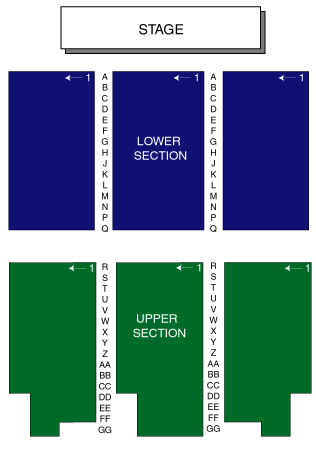 STAGE
1 1 1
A A
B B
C C
D D
E E
F F
G G
H LOWER H
J SECTION J
K K
L L
M M
N N
P P
Q Q
1 1 1
R R
S S
T T
U U
V UPPER V
W SECTION W
X X
Y Y
Z Z
AA AA
BB BB
CC CC
DD DD
EE EE
FF FF
GG GG